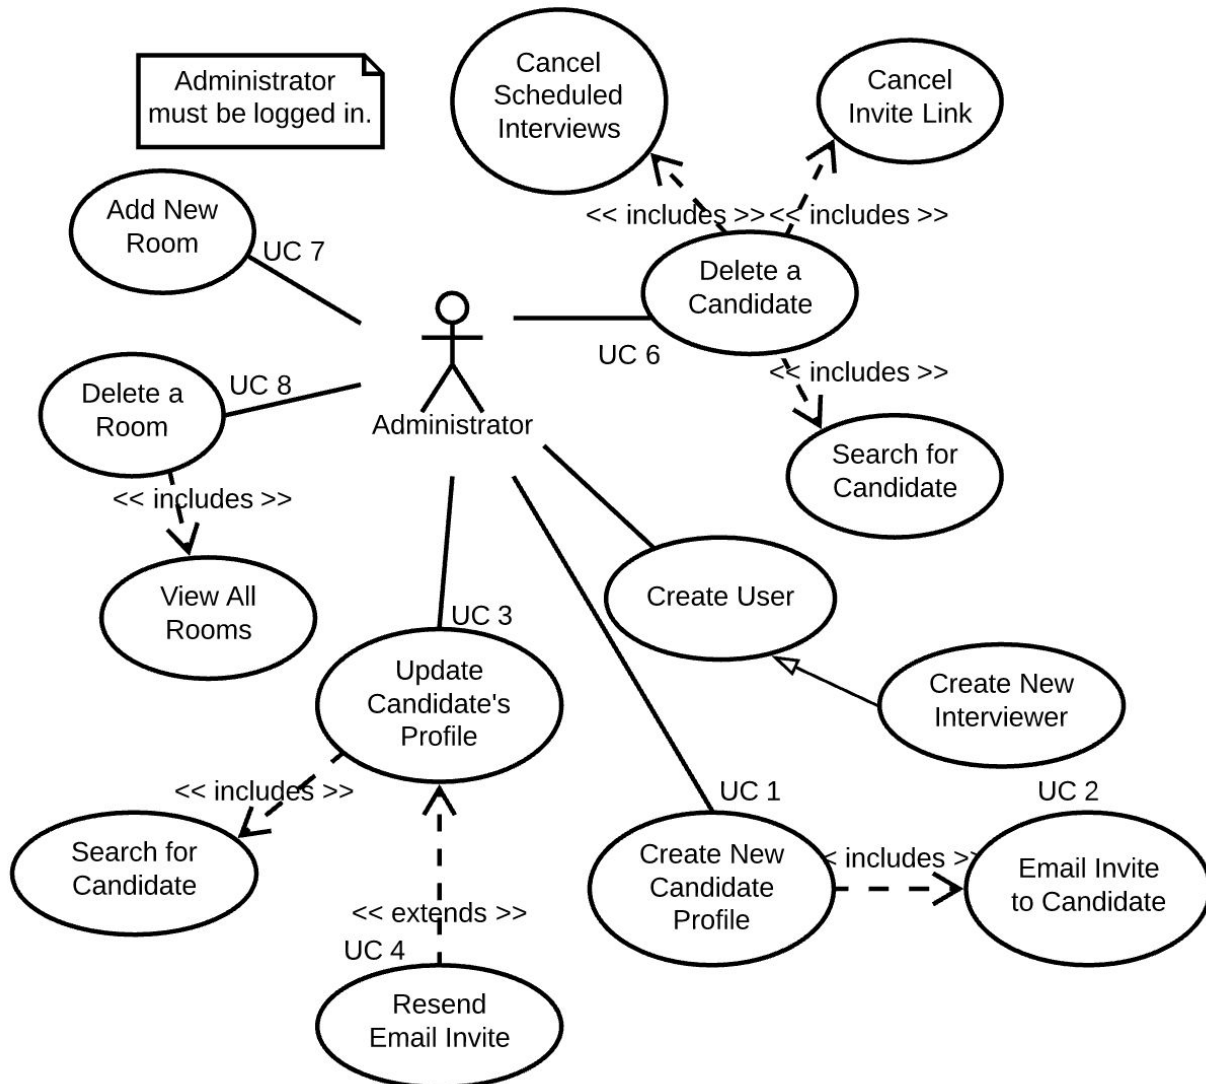 Administrator
must be logged in.
Cancel
Scheduled
Interviews
Cancel
Invite Link
<< includes >>
<< includes >>
Add New
Room
UC 7
Delete a
Candidate
UC 6
<< includes >>
Search for
Candidate
Administrator
Delete a
Room
UC 8
<< includes >>
View All
Rooms
Create User
Create New
Interviewer
UC 3
Update
Candidate's
Profile
<< includes >>
Search for
Candidate
<< extends >>
UC 4
Resend
Email Invite
UC 1
Create New
Candidate
Profile
< includes >
UC 2
Email Invite
to Candidate